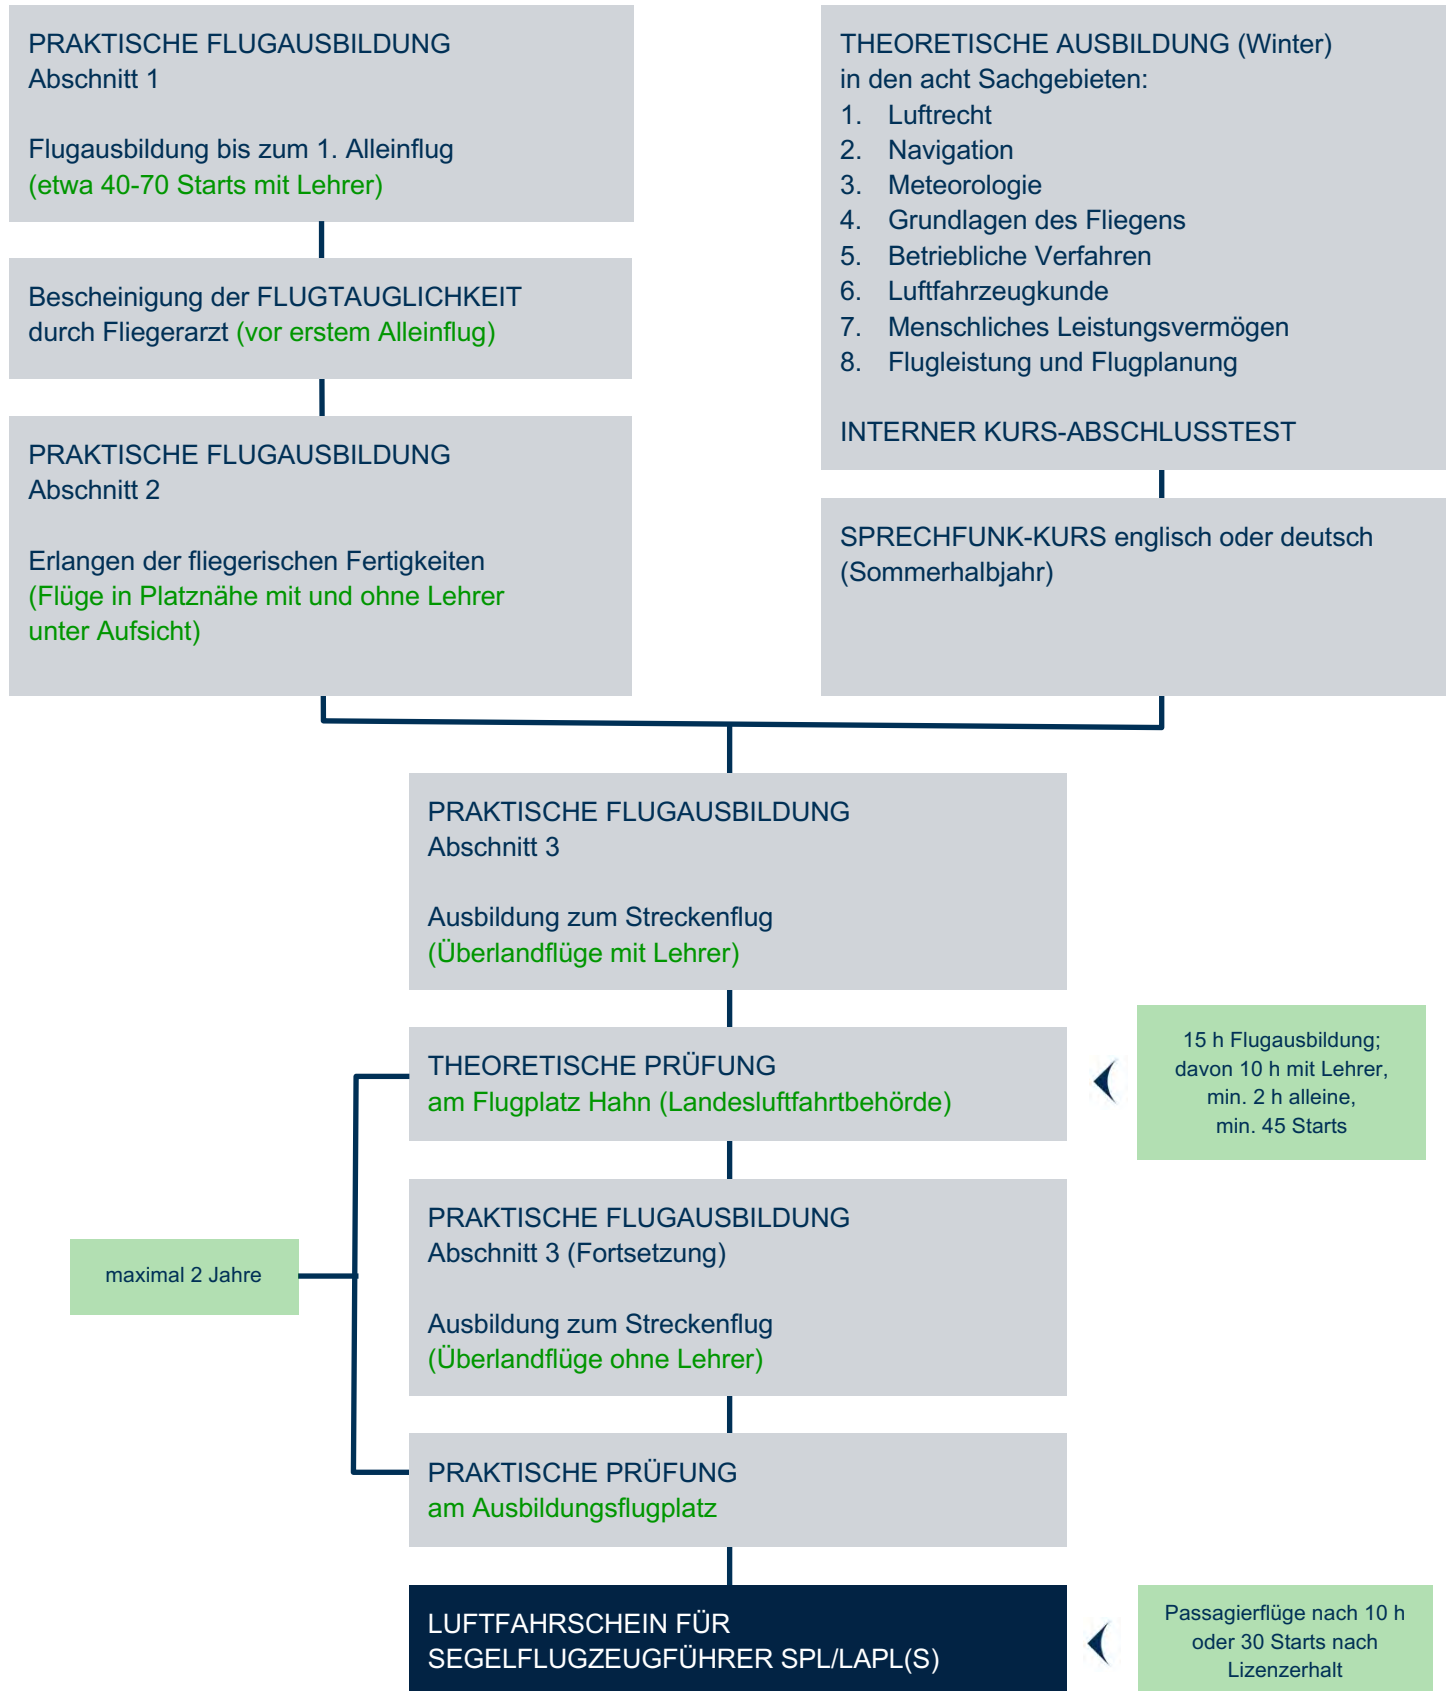 PRAKTISCHE FLUGAUSBILDUNG
Abschnitt 1
Flugausbildung bis zum 1. Alleinflug
(etwa 40-70 Starts mit Lehrer)
Bescheinigung der FLUGTAUGLICHKEIT
durch Fliegerarzt (vor erstem Alleinflug)
PRAKTISCHE FLUGAUSBILDUNG
Abschnitt 2
Erlangen der fliegerischen Fertigkeiten
(Flüge in Platznähe mit und ohne Lehrer
unter Aufsicht)
THEORETISCHE AUSBILDUNG (Winter)
in den acht Sachgebieten:
1. Luftrecht
2. Navigation
3. Meteorologie
4. Grundlagen des Fliegens
5. Betriebliche Verfahren
6. Luftfahrzeugkunde
7. Menschliches Leistungsvermögen
8. Flugleistung und Flugplanung
INTERNER KURS-ABSCHLUSSTEST
SPRECHFUNK-KURS englisch oder deutsch
(Sommerhalbjahr)
PRAKTISCHE FLUGAUSBILDUNG
Abschnitt 3
Ausbildung zum Streckenflug
(Überlandflüge mit Lehrer)
THEORETISCHE PRÜFUNG
am Flugplatz Hahn (Landesluftfahrtbehörde)
15 h Flugausbildung;
davon 10 h mit Lehrer,
min. 2 h alleine,
min. 45 Starts
PRAKTISCHE FLUGAUSBILDUNG
Abschnitt 3 (Fortsetzung)
Ausbildung zum Streckenflug
(Überlandflüge ohne Lehrer)
maximal 2 Jahre
PRAKTISCHE PRÜFUNG
am Ausbildungsflugplatz
LUFTFAHRSCHEIN FÜR
SEGELFLUGZEUGFÜHRER SPL/LAPL(S)
Passagierflüge nach 10 h
oder 30 Starts nach
Lizenzerhalt